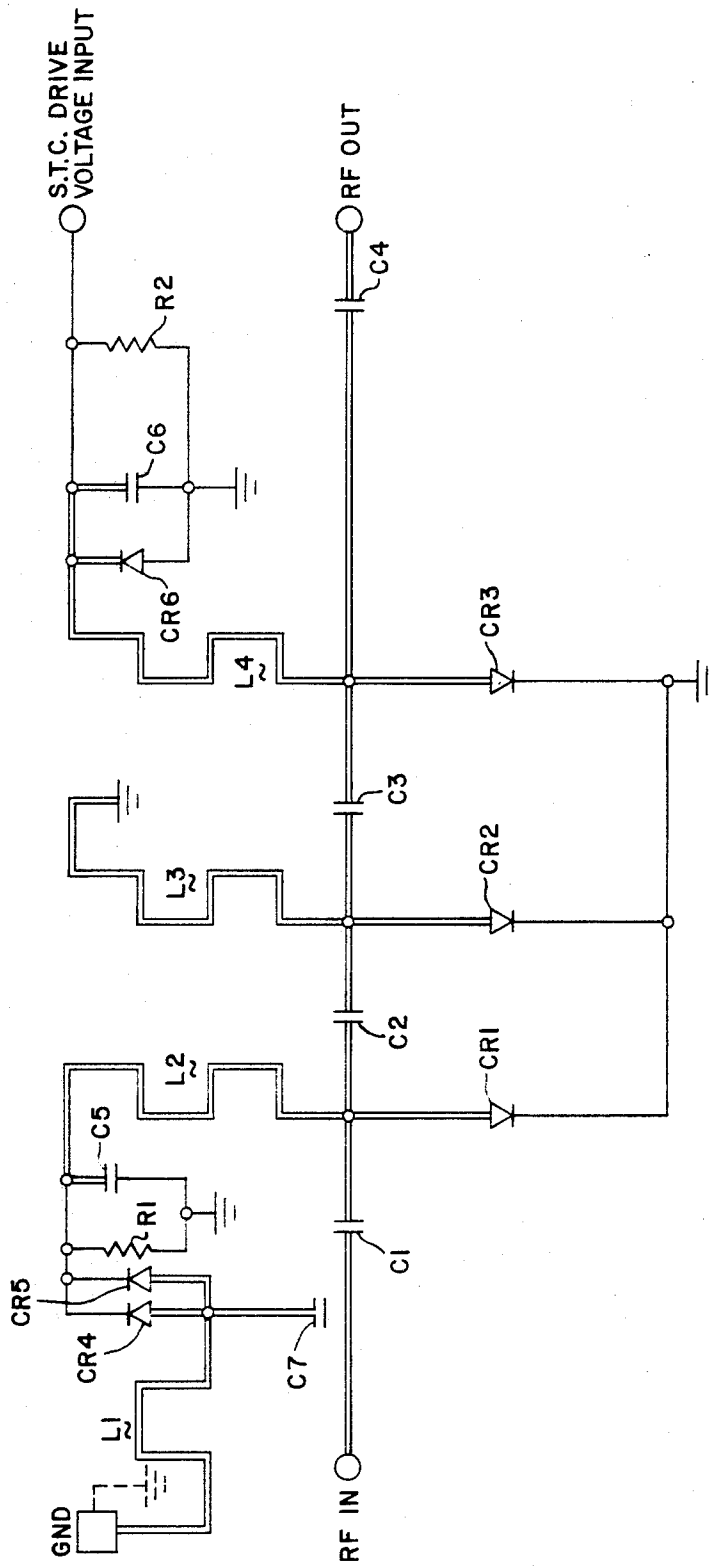 S.T.C. DRIVE
VOLTAGE INPUT
GND
L1
CR4
CR5
R1
C5
L2
L3
L4
CR6
C6
R2
C7
RF IN
C1
C2
C3
C4
RF OUT
CR1
CR2
CR3